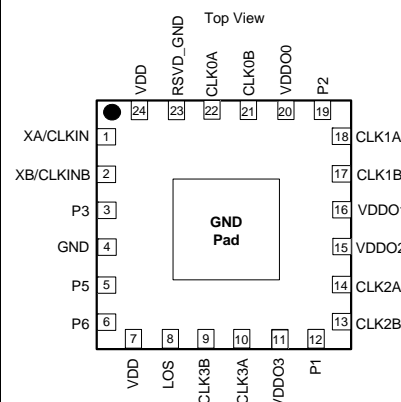 Top View
VDD
RSVD_GND
CLK0A
CLK0B
VDDO0
P2
24
23
22
21
20
19
XA/CLKIN 1
18 CLK1A
XB/CLKINB 2
17 CLK1B
P3 3
16 VDDO1
GND 4
15 VDDO2
P5 5
14 CLK2A
P6 6
13 CLK2B
GND
Pad
7
8
9
10
11
12
VDD
LOS
CLK3B
CLK3A
VDDO3
P1